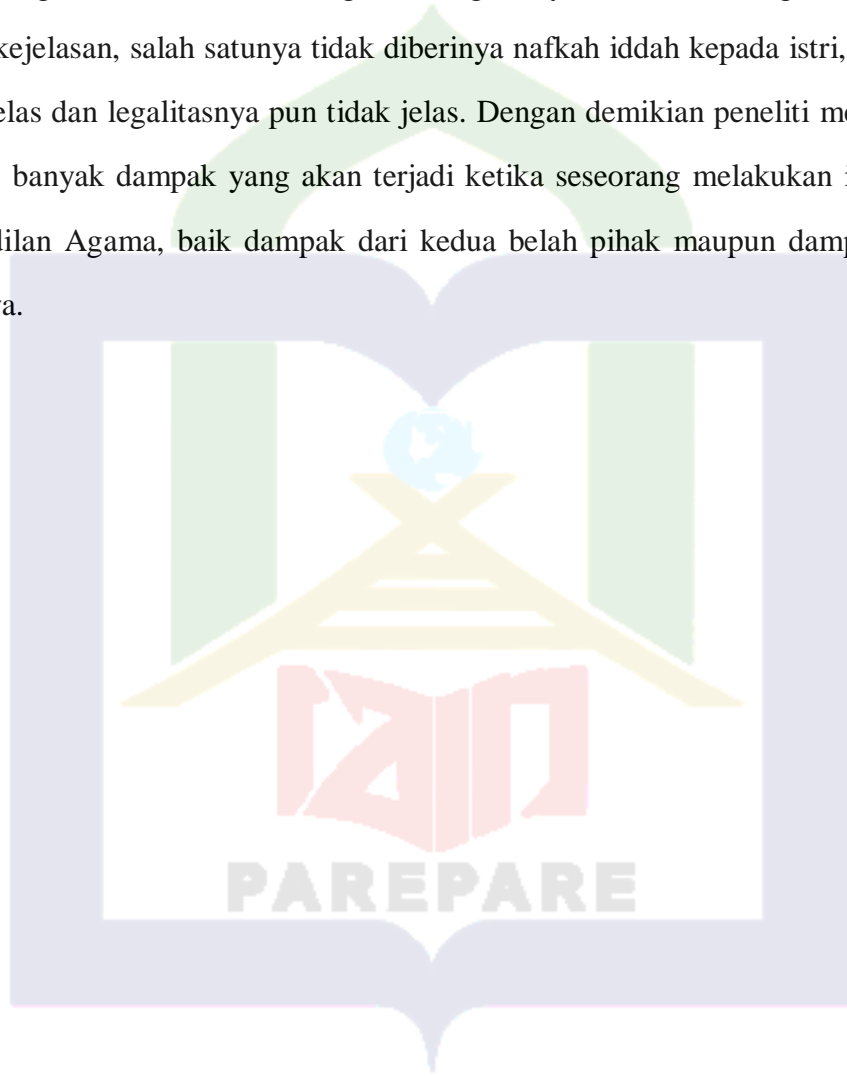 kejelasan, salah satunya tidak diberinya nafkah iddah kepada istri,
elas dan legalitasnya pun tidak jelas. Dengan demikian peneliti me
banyak dampak yang akan terjadi ketika seseorang melakukan i
dilan Agama, baik dampak dari kedua belah pihak maupun damp
a.
iain
PAREPARE